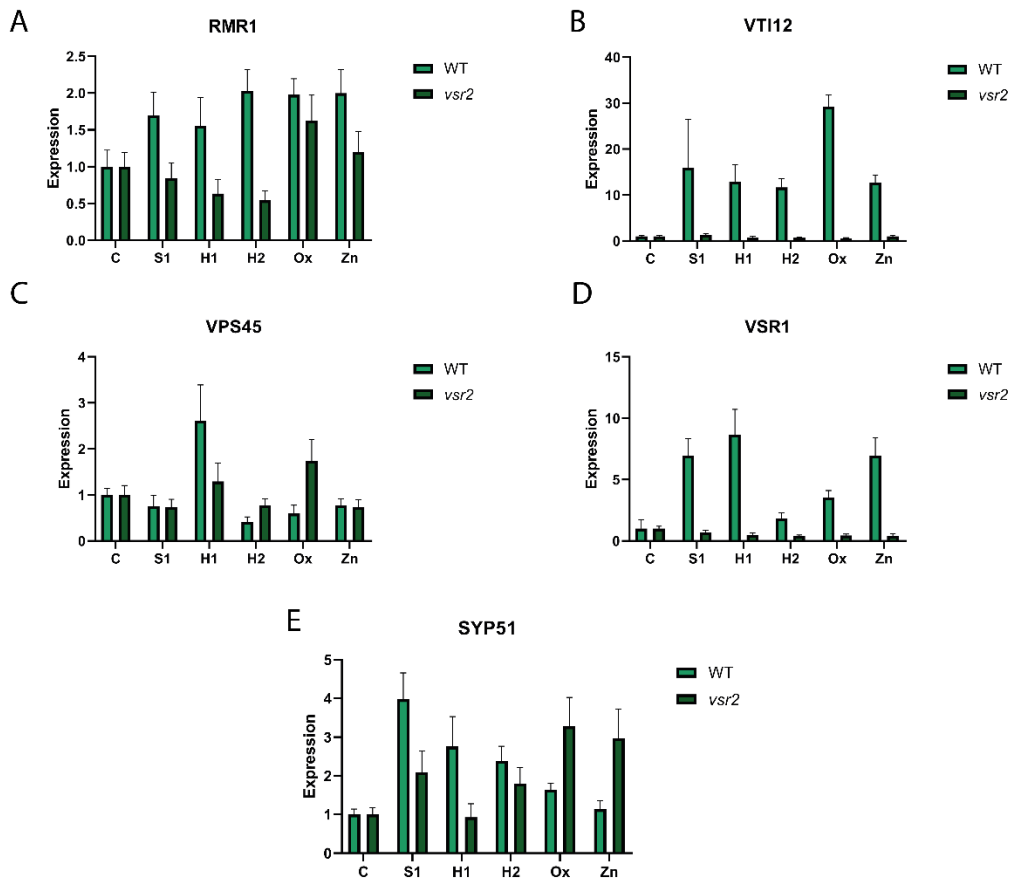 A
RMR1
Expression
2.5
2.0
1.5
1.0
0.5
0.0
C S1 H1 H2 Ox Zn
WT
vsr2
B
VTI12
Expression
40
30
20
10
0
C S1 H1 H2 Ox Zn
WT
vsr2
C
VPS45
Expression
4
3
2
1
0
C S1 H1 H2 Ox Zn
WT
vsr2
D
VSR1
Expression
15
10
5
0
C S1 H1 H2 Ox Zn
WT
vsr2
E
SYP51
Expression
5
4
3
2
1
0
C S1 H1 H2 Ox Zn
WT
vsr2